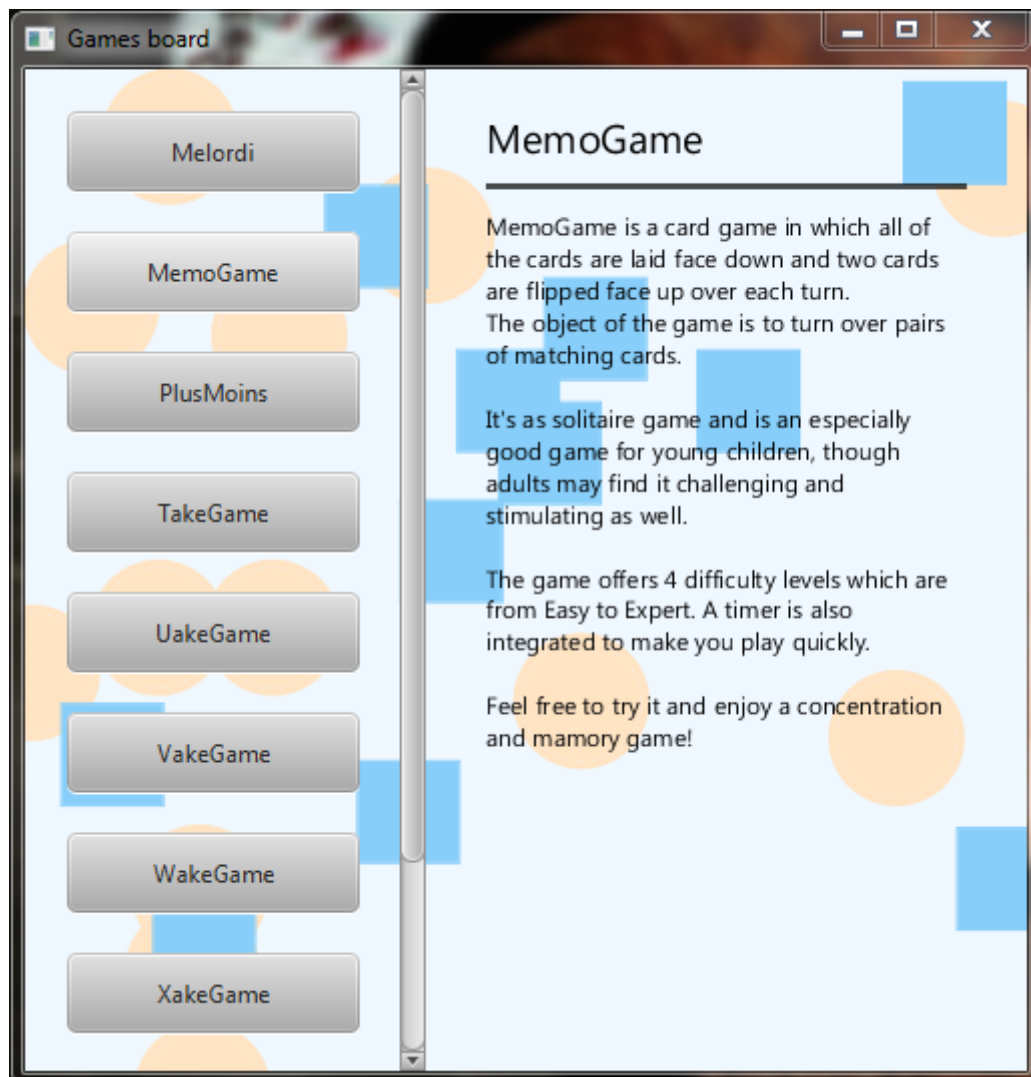 Games board
Melordi
MemoGame
PlusMoins
TakeGame
UakeGame
VakeGame
WakeGame
XakeGame
MemoGame
MemoGame is a card game in which all of
the cards are laid face down and two cards
are flipped face up over each turn.
The object of the game is to turn over pairs
of matching cards.
It's as solitaire game and is an especially
good game for young children, though
adults may find it challenging and
stimulating as well.
The game offers 4 difficulty levels which are
from Easy to Expert. A timer is also
integrated to make you play quickly.
Feel free to try it and enjoy a concentration
and mamory game!